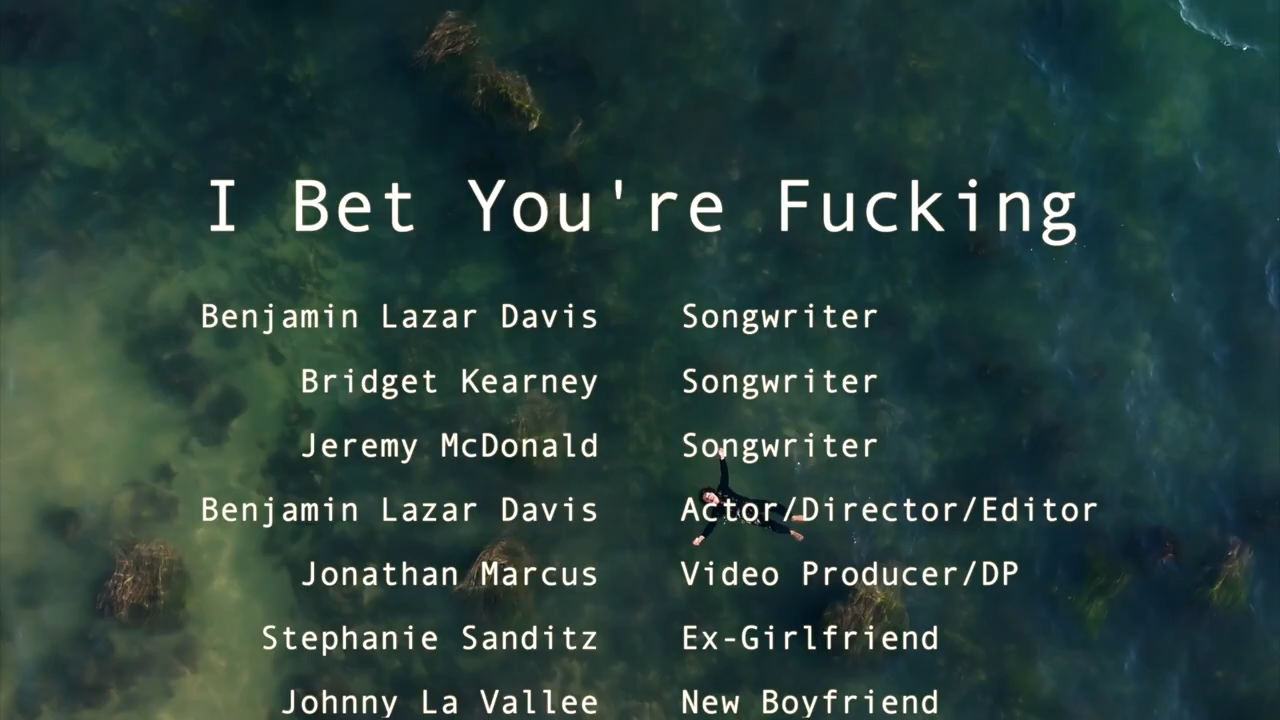 I Bet You're Fucking
Benjamin Lazar Davis Songwriter
Bridget Kearney Songwriter
Jeremy McDonald Songwriter
Benjamin Lazar Davis Actor/Director/Editor
Jonathan Marcus Video Producer/DP
Stephanie Sanditz Ex-Girlfriend
Johnny La Vallee New Boyfriend